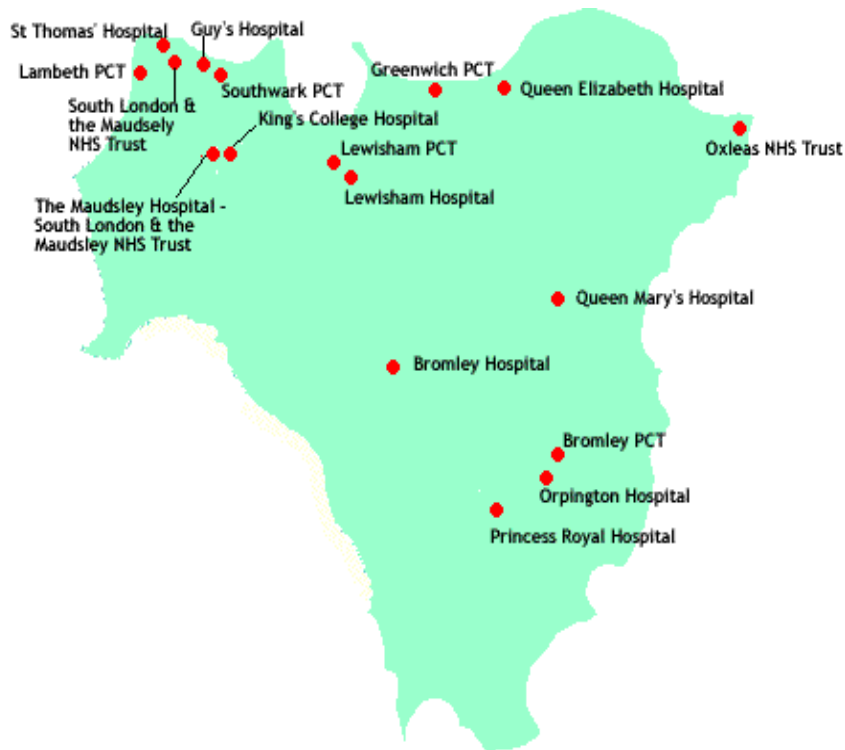 St Thomas' Hospital
Guy's Hospital
Lambeth PCT
Southwark PCT
South London &
the Maudsely
NHS Trust
King's College Hospital
Greenwich PCT
Queen Elizabeth Hospital
Oxleas NHS Trust
Lewisham PCT
Lewisham Hospital
The Maudsley Hospital -
South London & the
Maudsley NHS Trust
Queen Mary's Hospital
Bromley Hospital
Bromley PCT
Orpington Hospital
Princess Royal Hospital